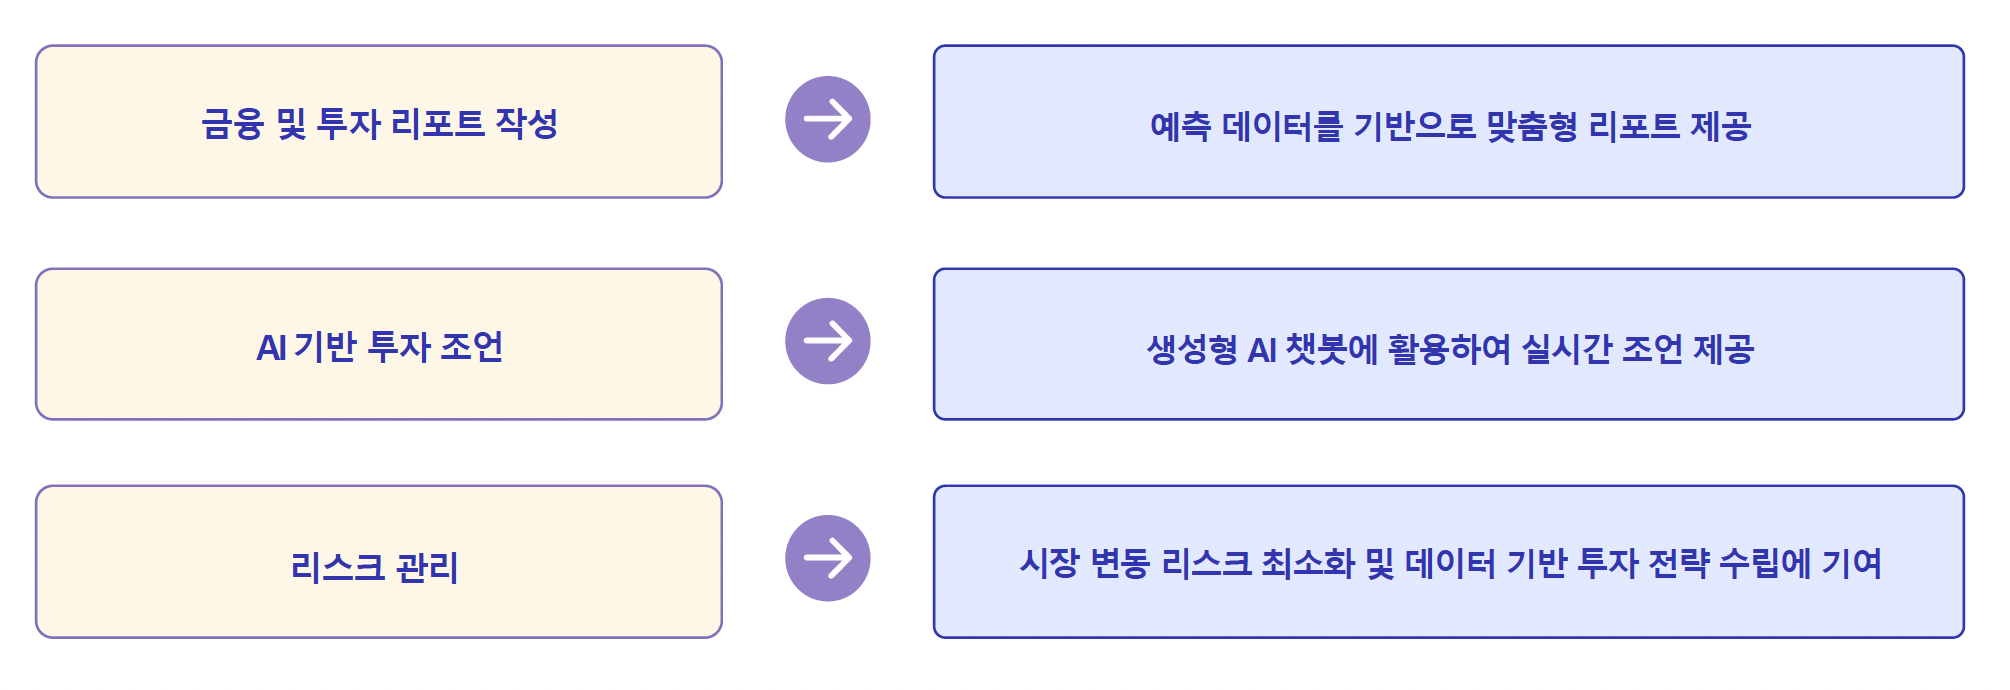 금융 및 투자 리포트 작성
예측 데이터를 기반으로 맞춤형 리포트 제공
AI 기반 투자 조언
생성형 AI 챗봇에 활용하여 실시간 조언 제공
리스크 관리
시장 변동 리스크 최소화 및 데이터 기반 투자 전략 수립에 기여